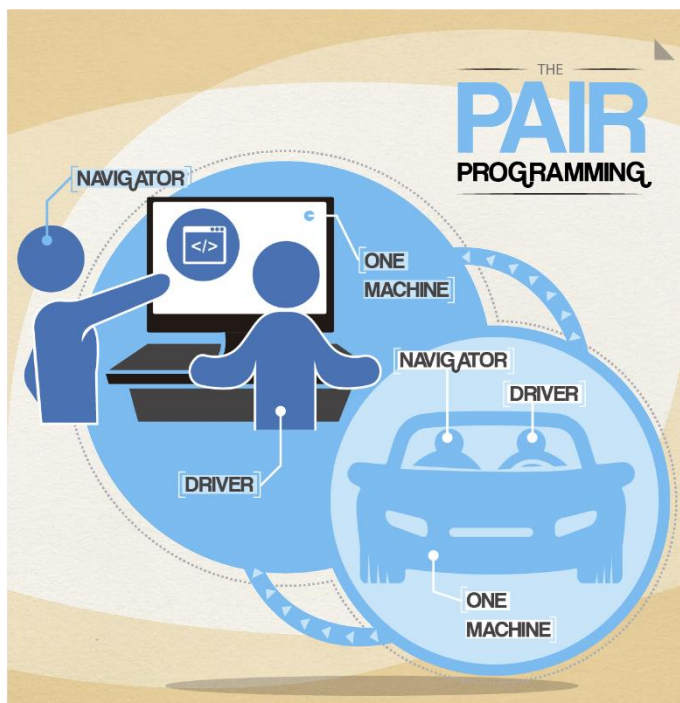 THE
PAIR
PROGRAMMING
NAVIGATOR
</>
ONE
MACHINE
DRIVER
NAVIGATOR
DRIVER
ONE
MACHINE